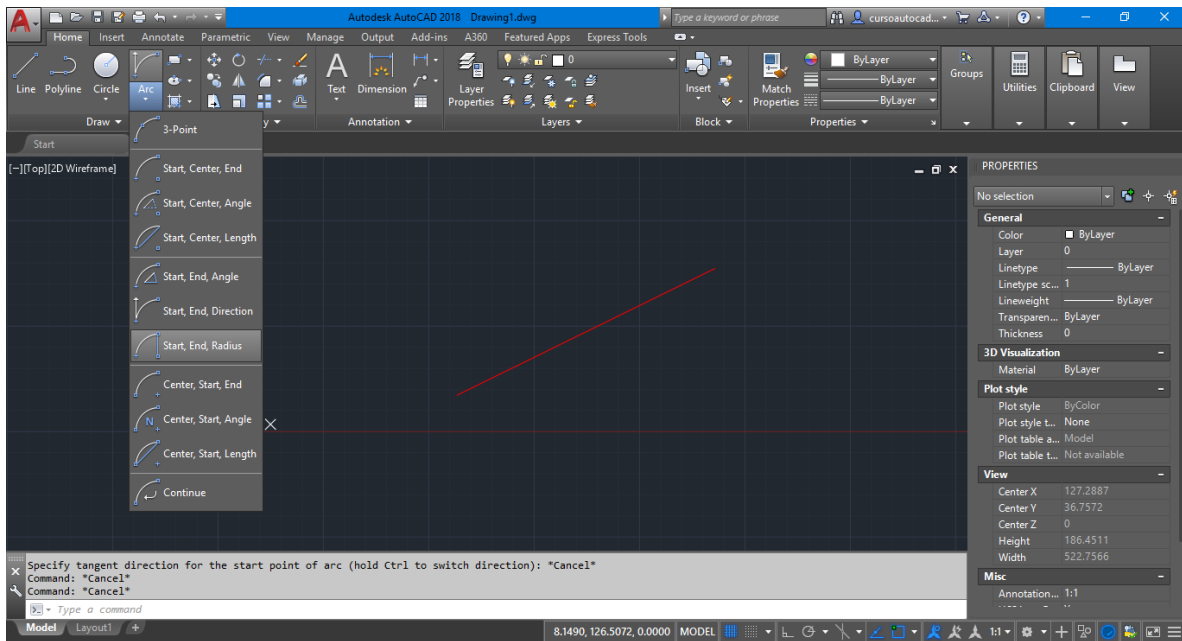 Autodesk AutoCAD 2018 Drawing1.dwg
Type a keyword or phrase
cursoautocad...
Home Insert Annotate Parametric View Manage Output Add-ins A360 Featured Apps Express Tools
Line Polyline Circle Arc
Text Dimension
Layer Properties
0
Insert
Match Properties
ByLayer
ByLayer
ByLayer
Groups
Utilities
Clipboard
View
Draw
y
Annotation
Layers
Block
Properties
Start
[−][Top][2D Wireframe]
3-Point
Start, Center, End
Start, Center, Angle
Start, Center, Length
Start, End, Angle
Start, End, Direction
Start, End, Radius
Center, Start, End
Center, Start, Angle
Center, Start, Length
Continue
PROPERTIES
No selection
General
Color ByLayer
Layer 0
Linetype ByLayer
Linetype sc... 1
Lineweight ByLayer
Transparen... ByLayer
Thickness 0
3D Visualization
Material ByLayer
Plot style
Plot style ByColor
Plot style t... None
Plot table a... Model
Plot table t... Not available
View
Center X 127.2887
Center Y 36.7572
Center Z 0
Height 186.4511
Width 522.7566
Misc
Annotation... 1:1
Specify tangent direction for the start point of arc (hold Ctrl to switch direction): *Cancel*
Command: *Cancel*
Command: *Cancel*
Type a command
Model Layout1 +
8.1490, 126.5072, 0.0000 MODEL 1:1